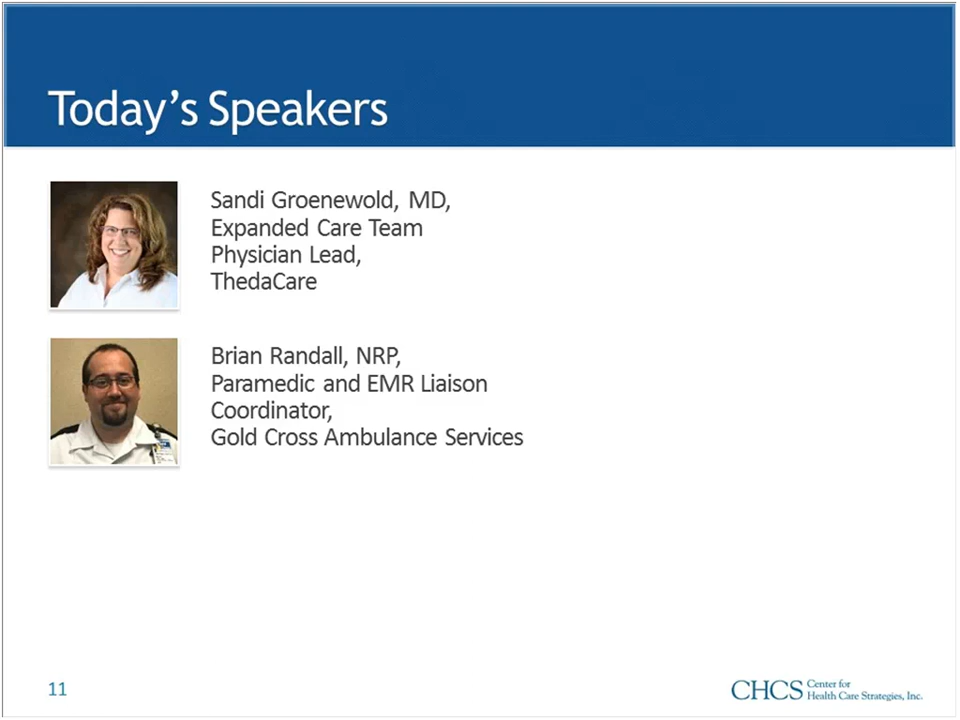 Today's Speakers
Sandi Groenewold, MD,
Expanded Care Team
Physician Lead,
ThedaCare
Brian Randall, NRP,
Paramedic and EMR Liaison
Coordinator,
Gold Cross Ambulance Services
11
CHCS Center for
Health Care Strategies, Inc.